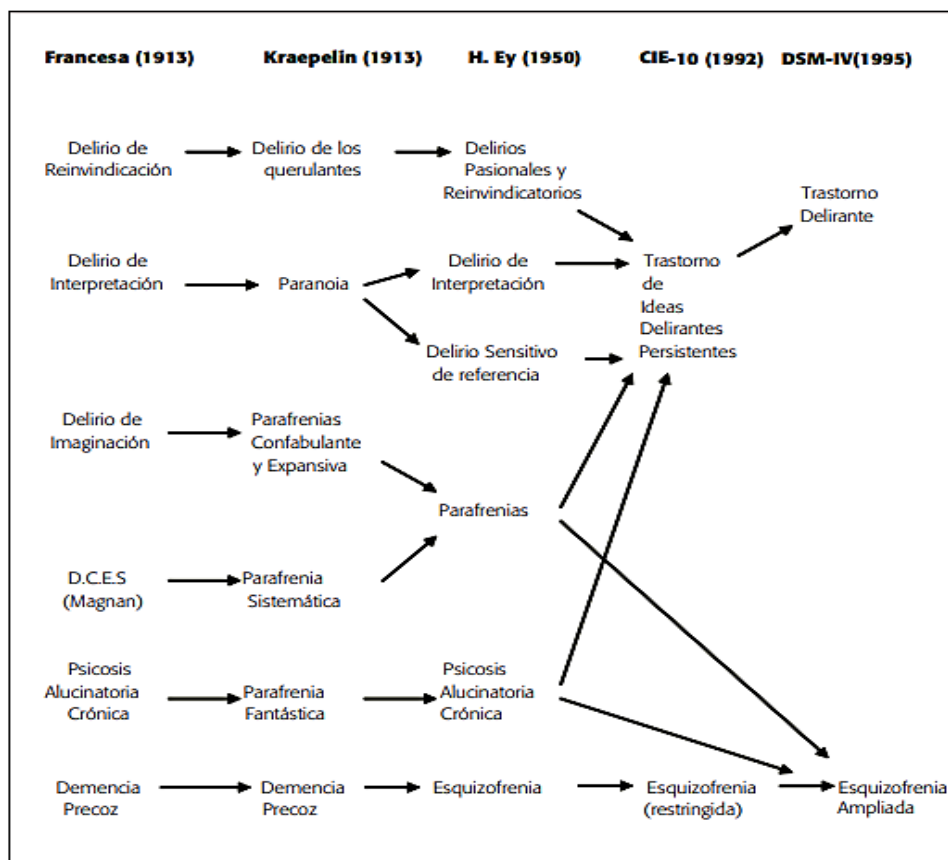 Francesa (1913) Kraepelin (1913) H. Ey (1950) CIE-10 (1992) DSM-IV(1995)
Delirio de
Reinvindicación
Delirio de los
querulantes
Delirios
Pasionales y
Reinvindicatorios
Trastorno
Delirante
Delirio de
Interpretación
Paranoia
Delirio de
Interpretación
Trastorno
de
Ideas
Delirantes
Persistentes
Delirio Sensitivo
de referencia
Delirio de
Imaginación
Parafrenias
Confabulante
y Expansiva
Parafrenias
D.C.E.S
(Magnan)
Parafrenia
Sistemática
Psicosis
Alucinatoria
Crónica
Parafrenia
Fantástica
Psicosis
Alucinatoria
Crónica
Demencia
Precoz
Demencia
Precoz
Esquizofrenia
Esquizofrenia
(restringida)
Esquizofrenia
Ampliada